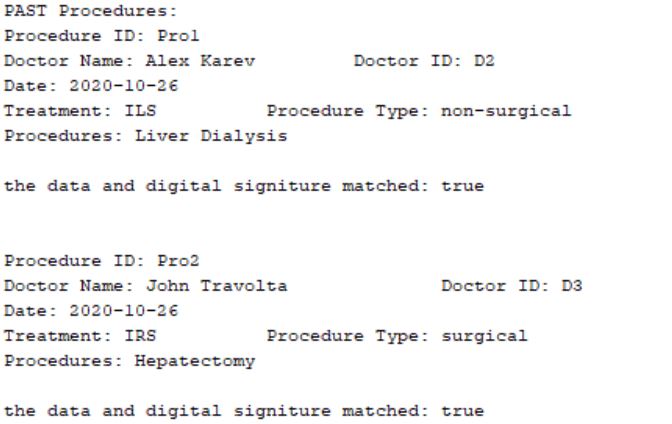 PAST Procedures:
Procedure ID: Pro1
Doctor Name: Alex Karev          Doctor ID: D2
Date: 2020-10-26
Treatment: ILS          Procedure Type: non-surgical
Procedures: Liver Dialysis
the data and digital signiture matched: true
Procedure ID: Pro2
Doctor Name: John Travolta          Doctor ID: D3
Date: 2020-10-26
Treatment: IRS          Procedure Type: surgical
Procedures: Hepatectomy
the data and digital signiture matched: true